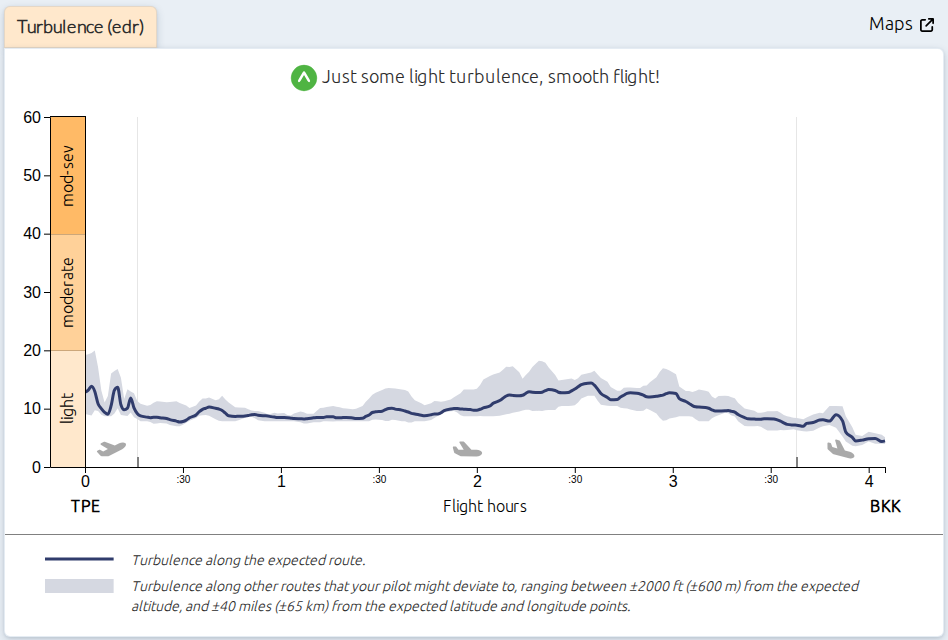 Turbulence (edr)
Maps
Just some light turbulence, smooth flight!
60
50
40
30
20
10
0
mod-sev
moderate
light
0 :30 1 :30 2 :30 3 :30 4
TPE Flight hours BKK
Turbulence along the expected route.
Turbulence along other routes that your pilot might deviate to, ranging between ±2000 ft (±600 m) from the expected
altitude, and ±40 miles (±65 km) from the expected latitude and longitude points.